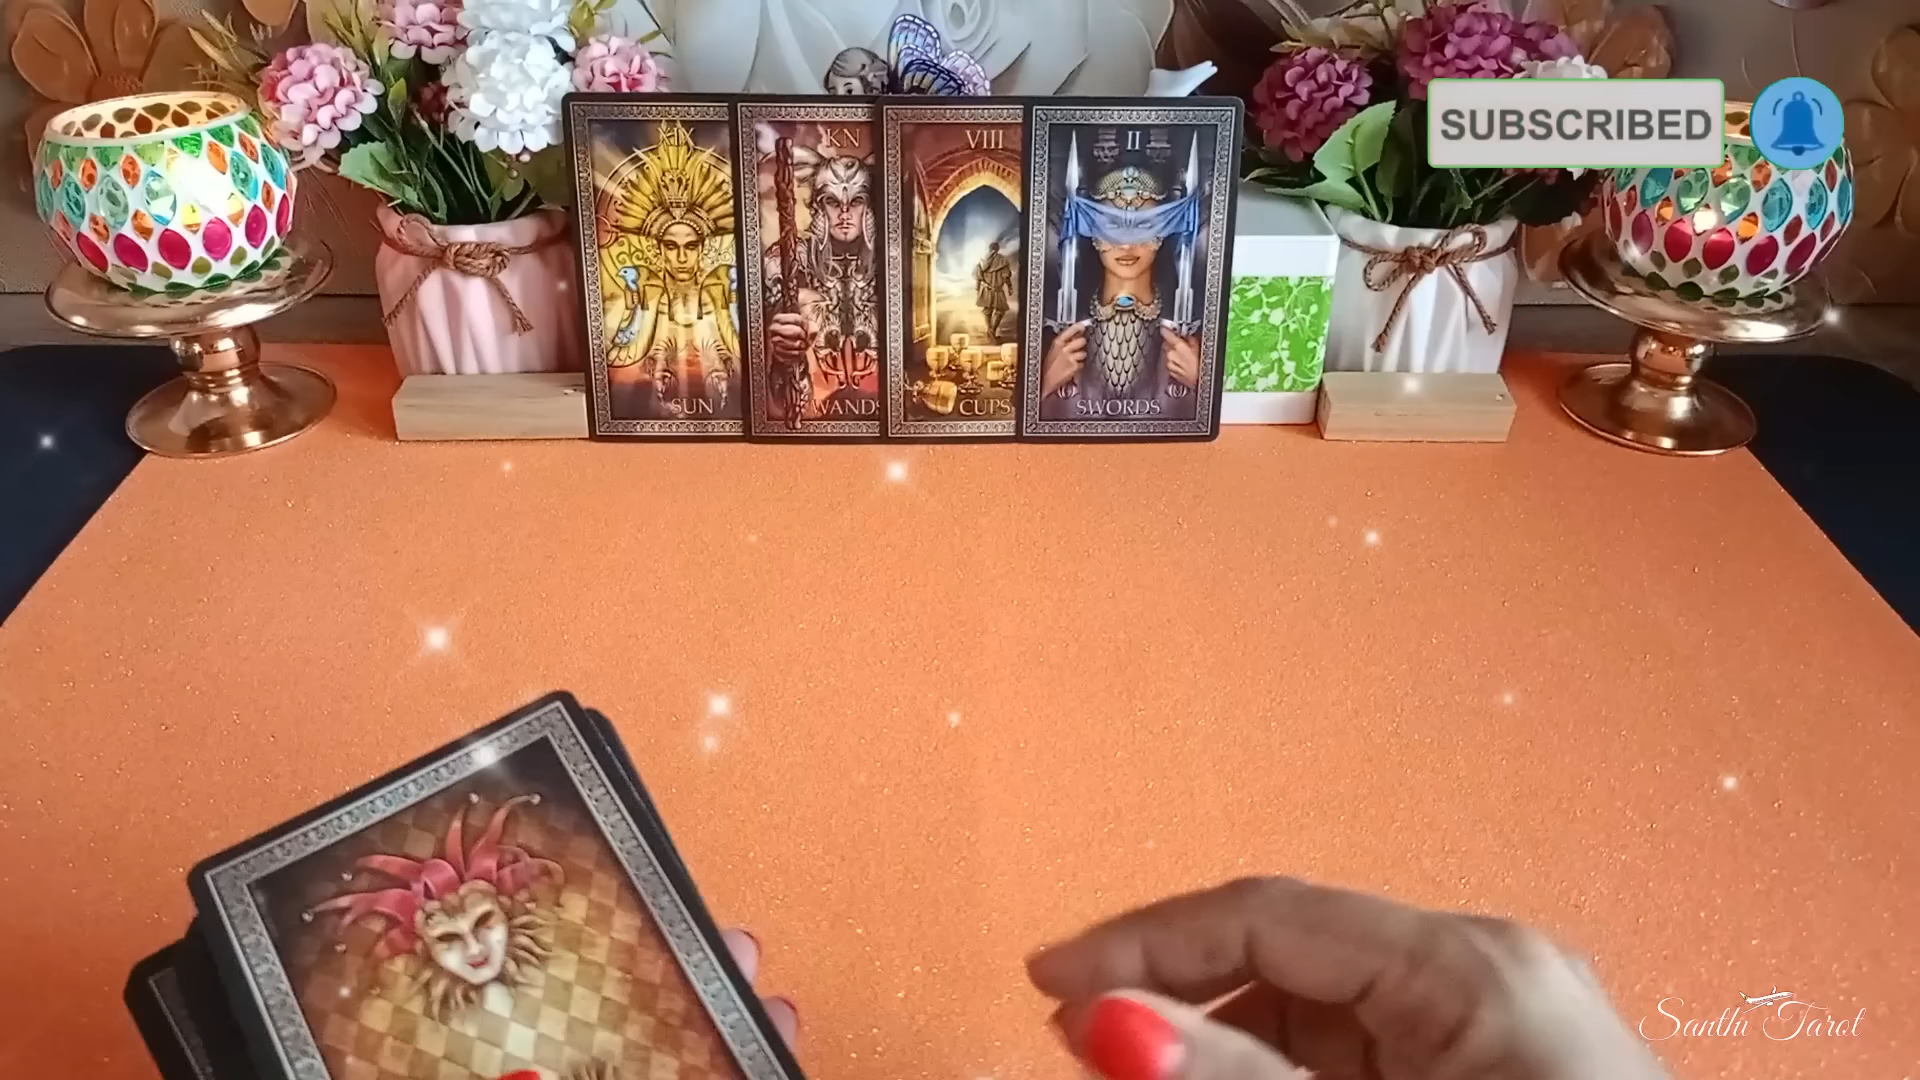 SUBSCRIBED
XIX
KN
VIII
II
SUN
WANDS
CUPS
SWORDS
Santhi Tarot